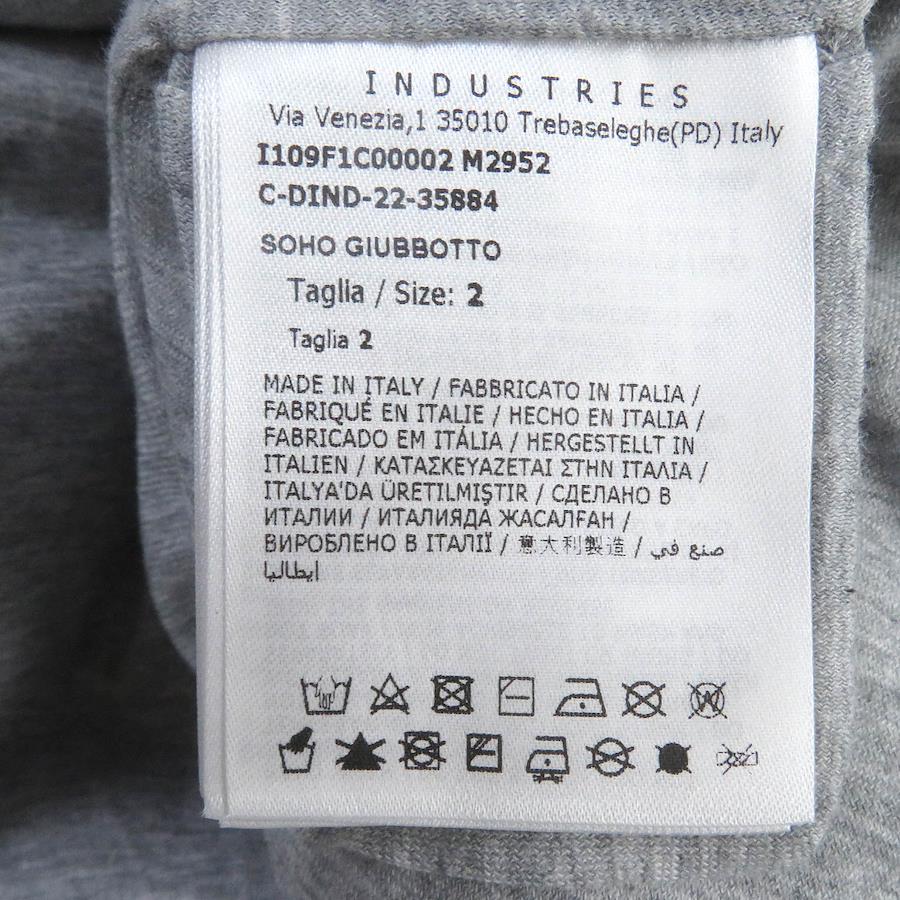 INDUSTRIES
Via Venezia,1 35010 Trebaseleghe(PD) Italy
I109F1C00002 M2952
C-DIND-22-35884
SOHO GIUBBOTTO
Taglia / Size: 2
Taglia 2
MADE IN ITALY / FABBRICATO IN ITALIA /
FABRIQUÉ EN ITALIE / HECHO EN ITALIA /
FABRICADO EM ITÁLIA / HERGESTELLT IN
ITALIEN / ΚΑΤΑΣΚΕΥΑΖΕΤΑΙ ΣΤΗΝ ΙΤΑΛΙΑ /
ITALYA'DA ÜRETILMIŞTIR / СДЕЛАНО В
ИТАЛИИ / ИТАЛИЯДА ЖАСАЛҒАН /
ВИРОБЛЕНО В ІТАЛІЇ / 意大利製造 / صنع في
إيطاليا